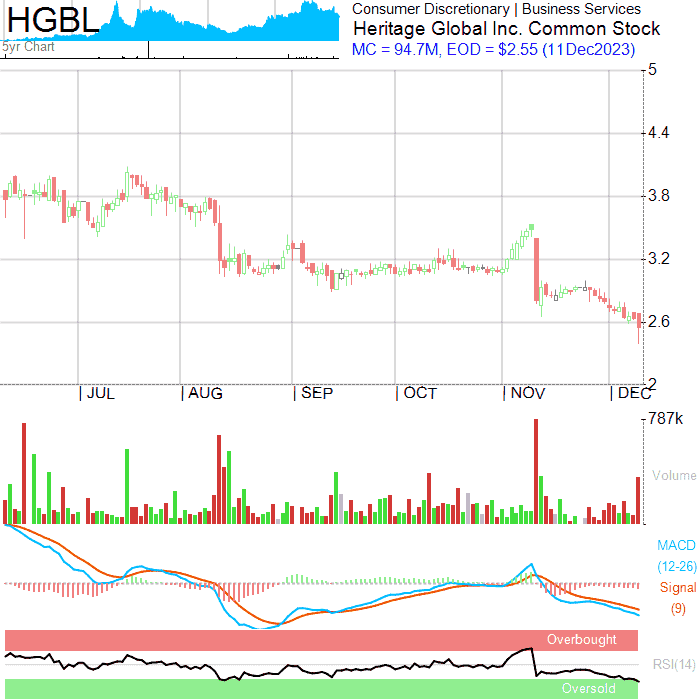 HGBL
5yr Chart
Consumer Discretionary | Business Services
Heritage Global Inc. Common Stock
MC = 94.7M, EOD = $2.55 (11Dec2023)
5
4.4
3.8
3.2
2.6
2
JUL AUG SEP OCT NOV DEC
787k
Volume
MACD
(12-26)
Signal
(9)
Overbought
RSI(14)
Oversold